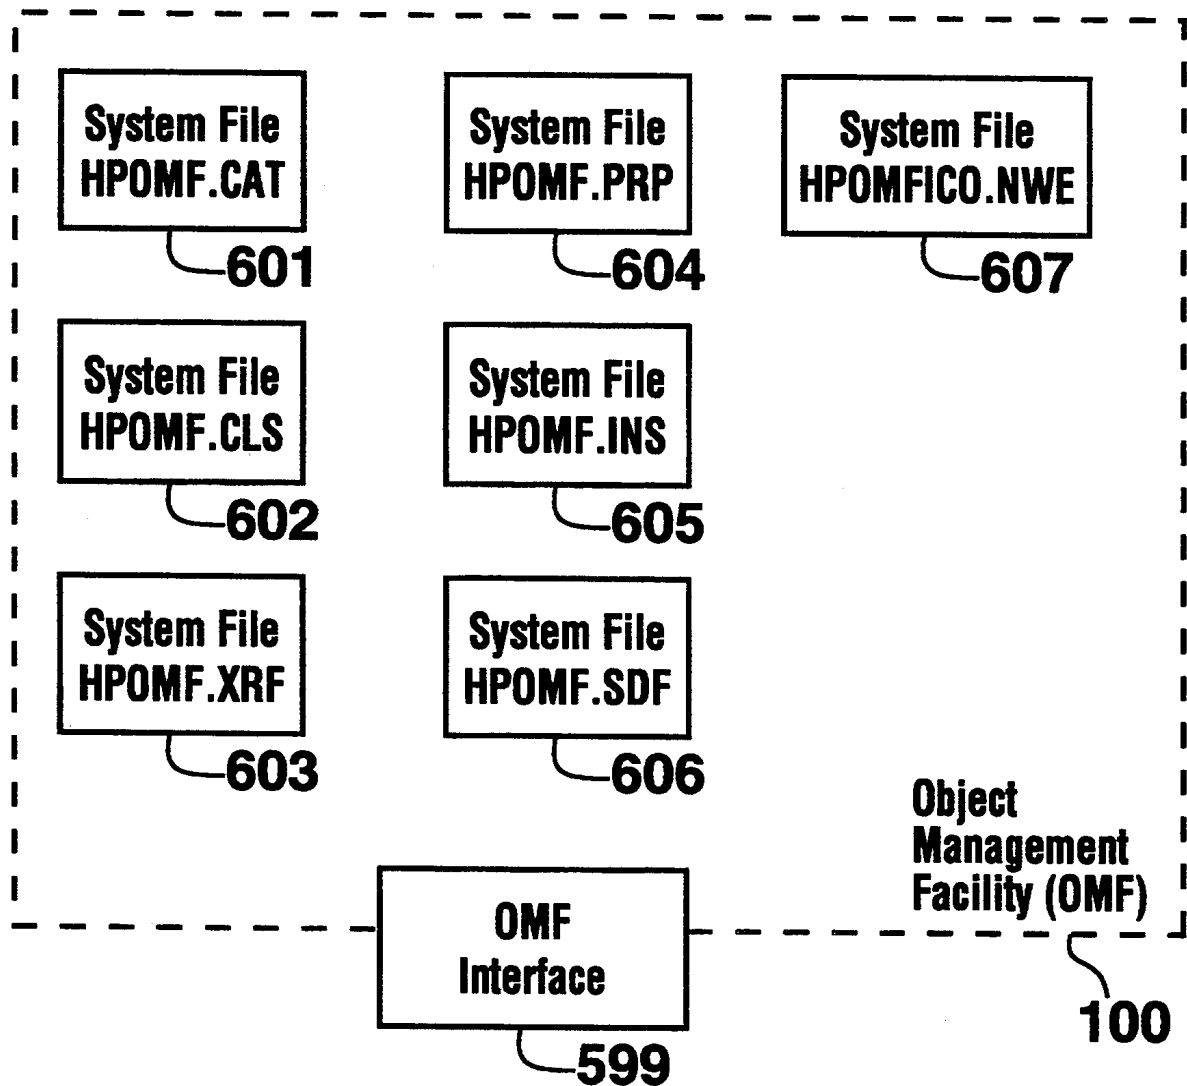 System File
HPOMF.CAT
601
System File
HPOMF.PRP
604
System File
HPOMFICO.NWE
607
System File
HPOMF.CLS
602
System File
HPOMF.INS
605
System File
HPOMF.XRF
603
System File
HPOMF.SDF
606
Object
Management
Facility (OMF)
100
OMF
Interface
599